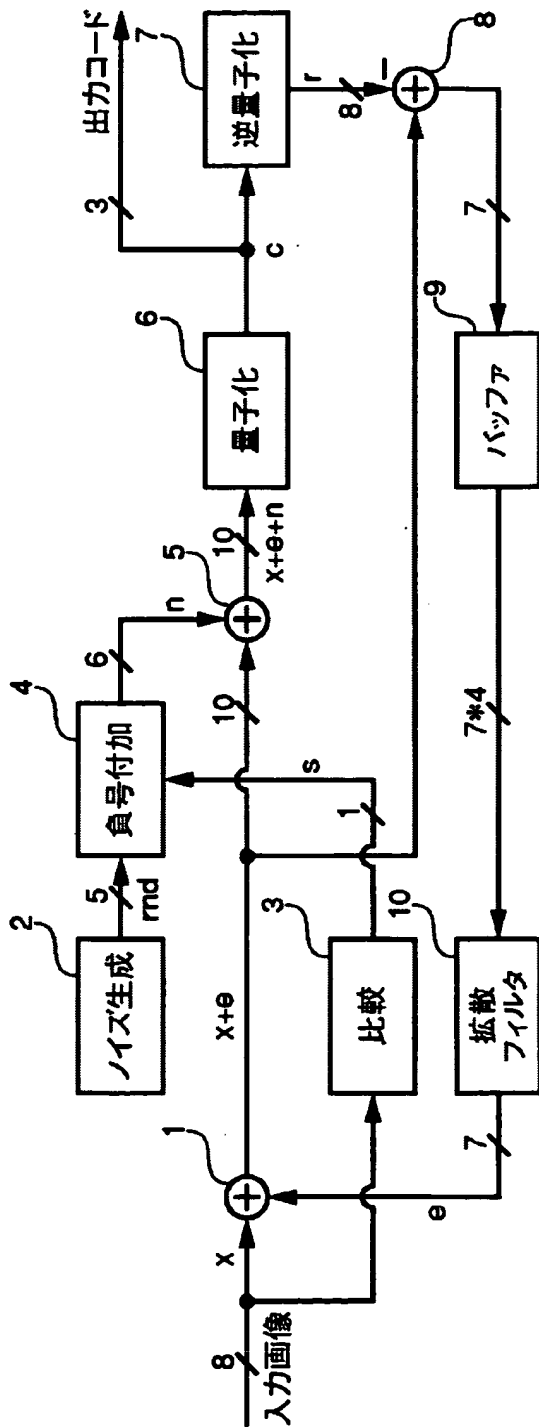 入力画像
8
x
1
x+e
e
7
ノイズ生成
2
5
rnd
負号付加
4
6
n
s
1
比較
3
10
5
10
x+e+n
量子化
6
c
3
出力コード
逆量子化
7
r
8
−
8
7
バッファ
9
7*4
拡散
フィルタ
10